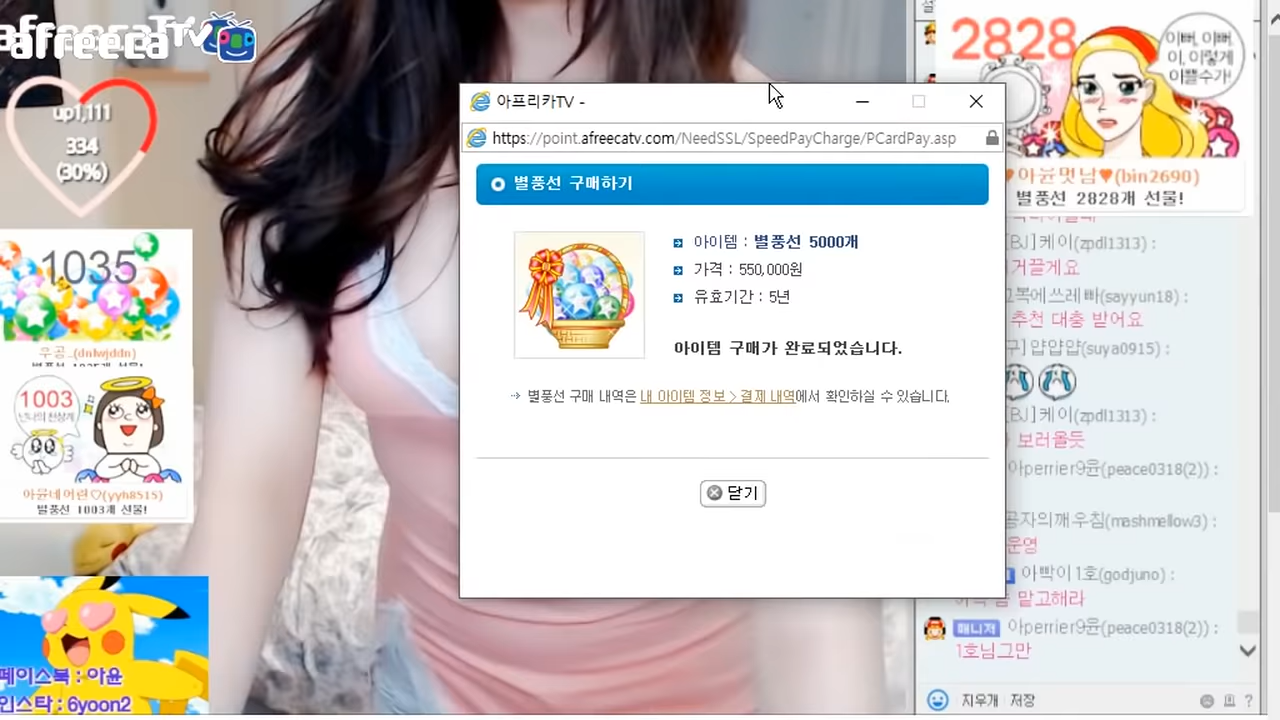 afreecaTV
up1,111
334
(30%)
1035
우공_(dnlwjddn)
1003
아윤네어린♡(yyh8515)
별풍선 1003개 선물!
페이스북 : 아윤
인스타 : 6yoon2
아프리카TV -
https://point.afreecatv.com/NeedSSL/SpeedPayCharge/PCardPay.asp
별풍선 구매하기
아이템 : 별풍선 5000개
가격 : 550,000원
유효기간 : 5년
아이템 구매가 완료되었습니다.
별풍선 구매 내역은 내 아이템 정보 > 결제 내역에서 확인하실 수 있습니다.
닫기
2828
이뻐, 이뻐,
이, 이렇게
이쁠수가!
♥아윤멋님♥(bin2690)
별풍선 2828개 선물!
[BJ]케이(zpdl1313) :
거끌게요
복에쓰레빠(sayyun18) :
추천 대충 받어요
얍얍얍(suya0915) :
[BJ]케이(zpdl1313) :
보러올듯
아perrier9윤(peace0318(2)) :
공자의깨우침(mashmellow3) :
운영
아빡이1호(godjuno) :
맡고해라
매니저 아perrier9윤(peace0318(2)) :
1호님그만
지우개 저장